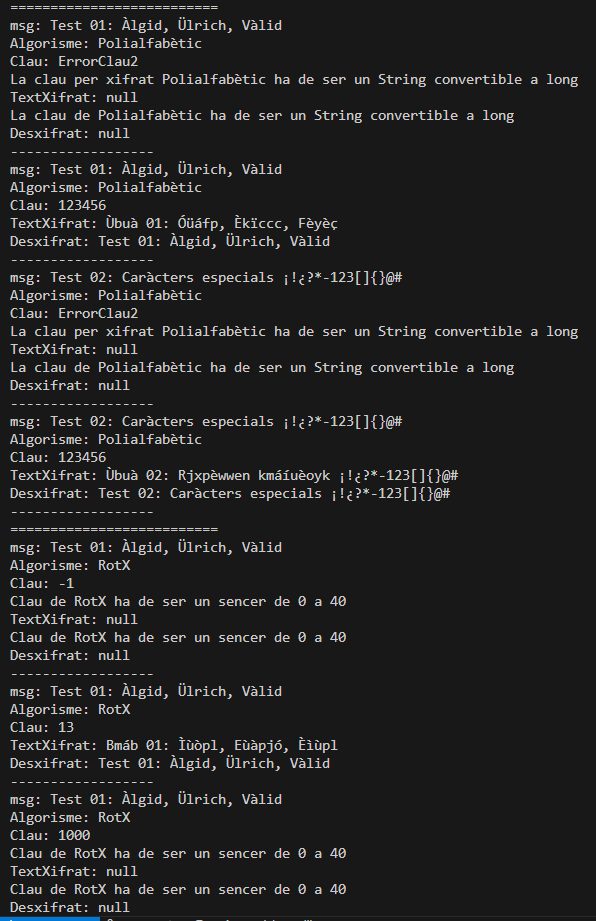 ==========================
msg: Test 01: Àlgid, Ülrich, Vàlid
Algorisme: Polialfabètic
Clau: ErrorClau2
La clau per xifrat Polialfabètic ha de ser un String convertible a long
TextXifrat: null
La clau de Polialfabètic ha de ser un String convertible a long
Desxifrat: null
------------------
msg: Test 01: Àlgid, Ülrich, Vàlid
Algorisme: Polialfabètic
Clau: 123456
TextXifrat: Ùbuà 01: Óüáfp, Èkïccc, Fèyèç
Desxifrat: Test 01: Àlgid, Ülrich, Vàlid
------------------
msg: Test 02: Caràcters especials ¡!¿?*-123[]{}@#
Algorisme: Polialfabètic
Clau: ErrorClau2
La clau per xifrat Polialfabètic ha de ser un String convertible a long
TextXifrat: null
La clau de Polialfabètic ha de ser un String convertible a long
Desxifrat: null
------------------
msg: Test 02: Caràcters especials ¡!¿?*-123[]{}@#
Algorisme: Polialfabètic
Clau: 123456
TextXifrat: Ùbuà 02: Rjxpèwwen kmáíuèoyk ¡!¿?*-123[]{}@#
Desxifrat: Test 02: Caràcters especials ¡!¿?*-123[]{}@#
------------------
==========================
msg: Test 01: Àlgid, Ülrich, Vàlid
Algorisme: RotX
Clau: -1
Clau de RotX ha de ser un sencer de 0 a 40
TextXifrat: null
Clau de RotX ha de ser un sencer de 0 a 40
Desxifrat: null
------------------
msg: Test 01: Àlgid, Ülrich, Vàlid
Algorisme: RotX
Clau: 13
TextXifrat: Bmáb 01: Ìùòpl, Eùàpjó, Èìùpl
Desxifrat: Test 01: Àlgid, Ülrich, Vàlid
------------------
msg: Test 01: Àlgid, Ülrich, Vàlid
Algorisme: RotX
Clau: 1000
Clau de RotX ha de ser un sencer de 0 a 40
TextXifrat: null
Clau de RotX ha de ser un sencer de 0 a 40
Desxifrat: null